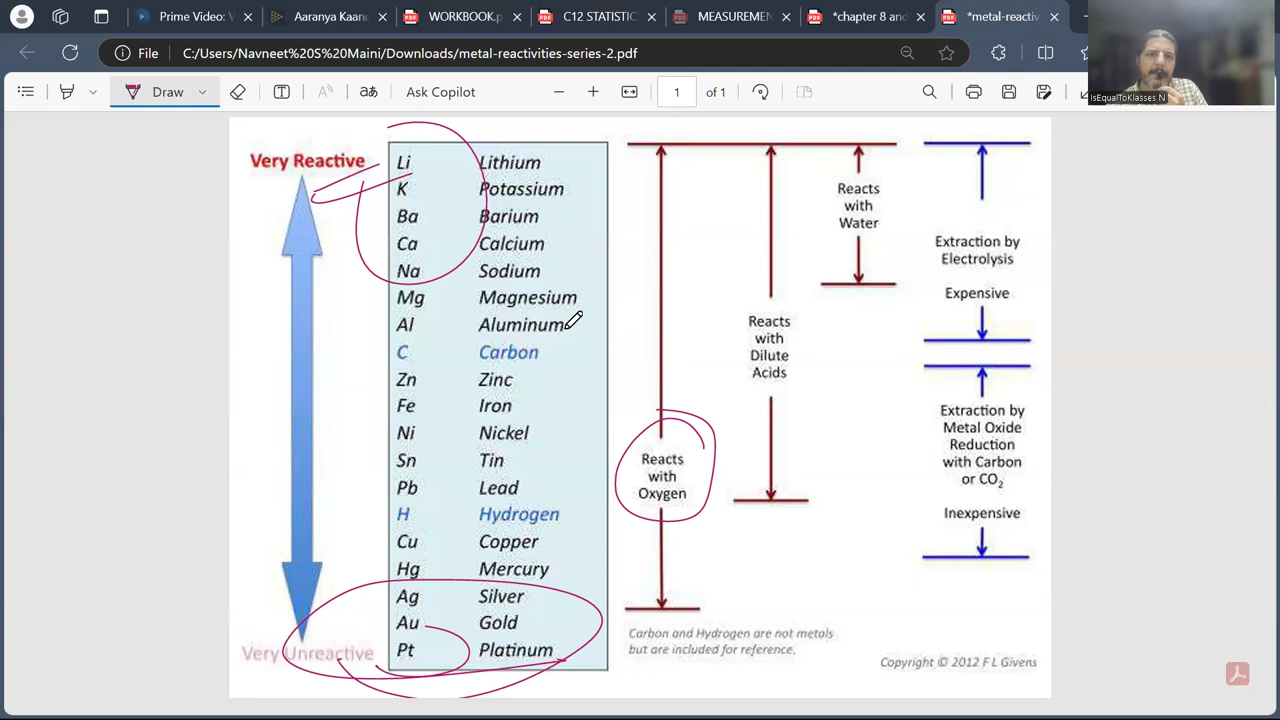 Prime Video: V
Aaranya Kaand
WORKBOOK.p
C12 STATISTIC
MEASUREMEN
*chapter 8 and
*metal-reactiv
File
C:/Users/Navneet%20S%20Maini/Downloads/metal-reactivities-series-2.pdf
IsEqualToKlasses N
Draw
Ask Copilot
1
of 1
Very Reactive
Very Unreactive
Li Lithium
K Potassium
Ba Barium
Ca Calcium
Na Sodium
Mg Magnesium
Al Aluminum
C Carbon
Zn Zinc
Fe Iron
Ni Nickel
Sn Tin
Pb Lead
H Hydrogen
Cu Copper
Hg Mercury
Ag Silver
Au Gold
Pt Platinum
Reacts
with
Oxygen
Reacts
with
Dilute
Acids
Reacts
with
Water
Extraction by
Electrolysis
Expensive
Extraction by
Metal Oxide
Reduction
with Carbon
or CO₂
Inexpensive
Carbon and Hydrogen are not metals
but are included for reference.
Copyright © 2012 F L Givens